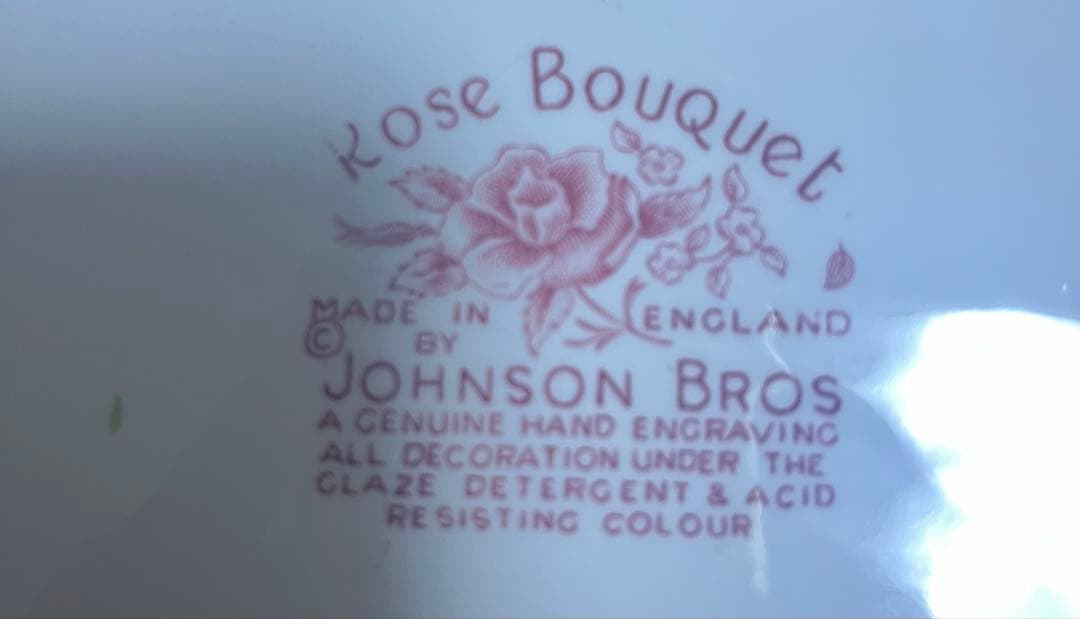 Rose Bouquet
MADE IN ENGLAND
© BY
JOHNSON BROS
A GENUINE HAND ENGRAVING
ALL DECORATION UNDER THE
GLAZE DETERGENT & ACID
RESISTING COLOUR